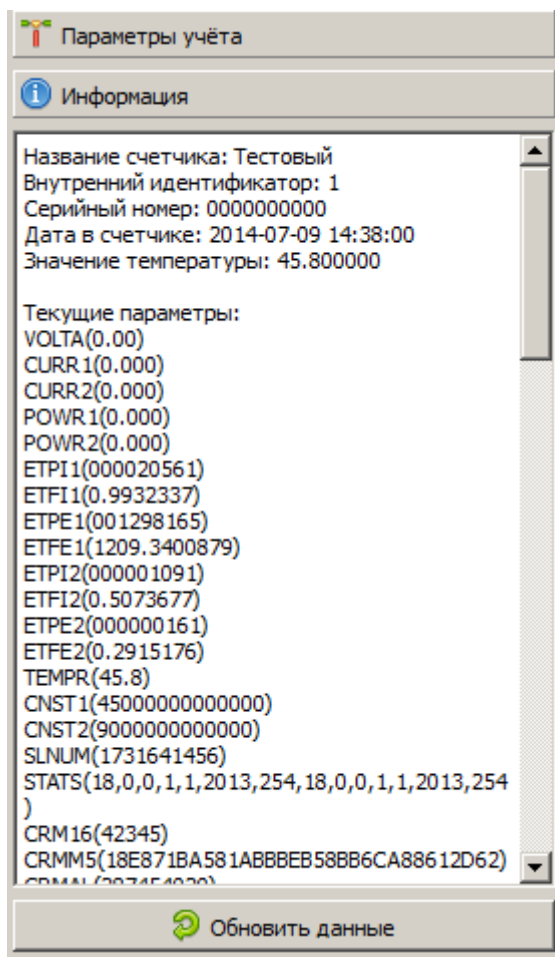 Параметры учёта
Информация
Название счетчика: Тестовый
Внутренний идентификатор: 1
Серийный номер: 0000000000
Дата в счетчике: 2014-07-09 14:38:00
Значение температуры: 45.800000
Текущие параметры:
VOLTA(0.00)
CURR1(0.000)
CURR2(0.000)
POWR1(0.000)
POWR2(0.000)
ETPI1(000020561)
ETFI1(0.9932337)
ETPE1(001298165)
ETFE1(1209.3400879)
ETPI2(000001091)
ETFI2(0.5073677)
ETPE2(000000161)
ETFE2(0.2915176)
TEMPR(45.8)
CNST1(45000000000000)
CNST2(9000000000000)
SLNUM(1731641456)
STATS(18,0,0,1,1,2013,254,18,0,0,1,1,2013,254
)
CRM16(42345)
CRMM5(18E871BA581ABBBEB58BB6CA88612D62)
Обновить данные